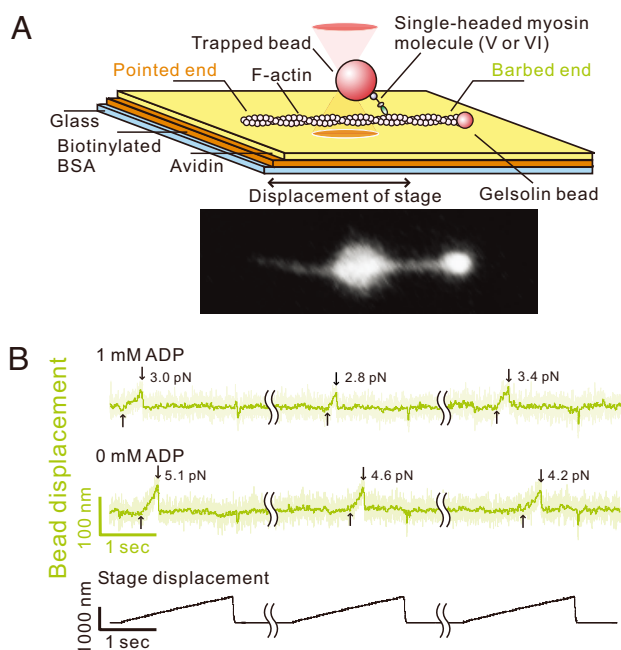 A
Trapped bead
Single-headed myosin
molecule (V or VI)
Pointed end
F-actin
Barbed end
Glass
Biotinylated
BSA
Avidin
Displacement of stage
Gelsolin bead
B
Bead displacement
1 mM ADP
3.0 pN
2.8 pN
3.4 pN
0 mM ADP
5.1 pN
4.6 pN
4.2 pN
100 nm
1 sec
Stage displacement
1000 nm
1 sec